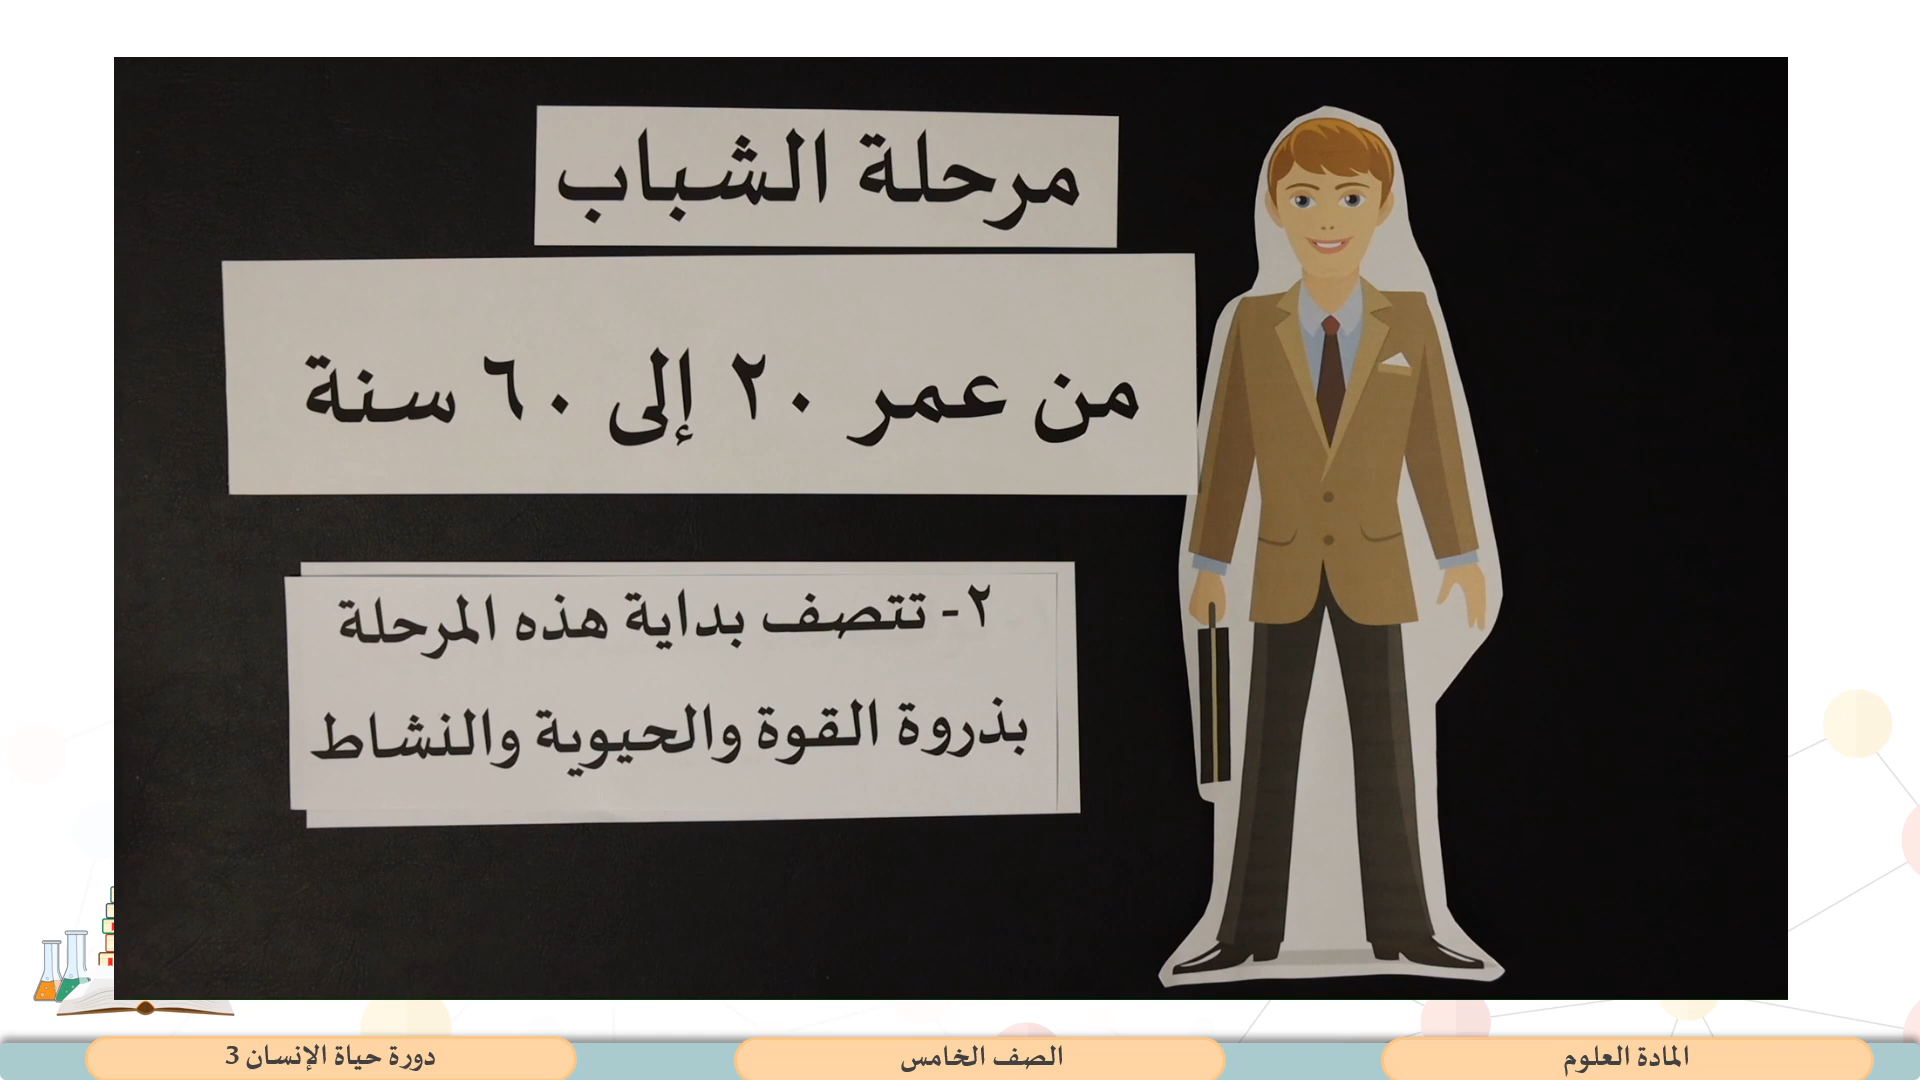 مرحلة الشباب
من عمر ٢٠ إلى ٦٠ سنة
٢- تتصف بداية هذه المرحلة
بذروة القوة والحيوية والنشاط
المادة العلوم
الصف الخامس
دورة حياة الإنسان 3